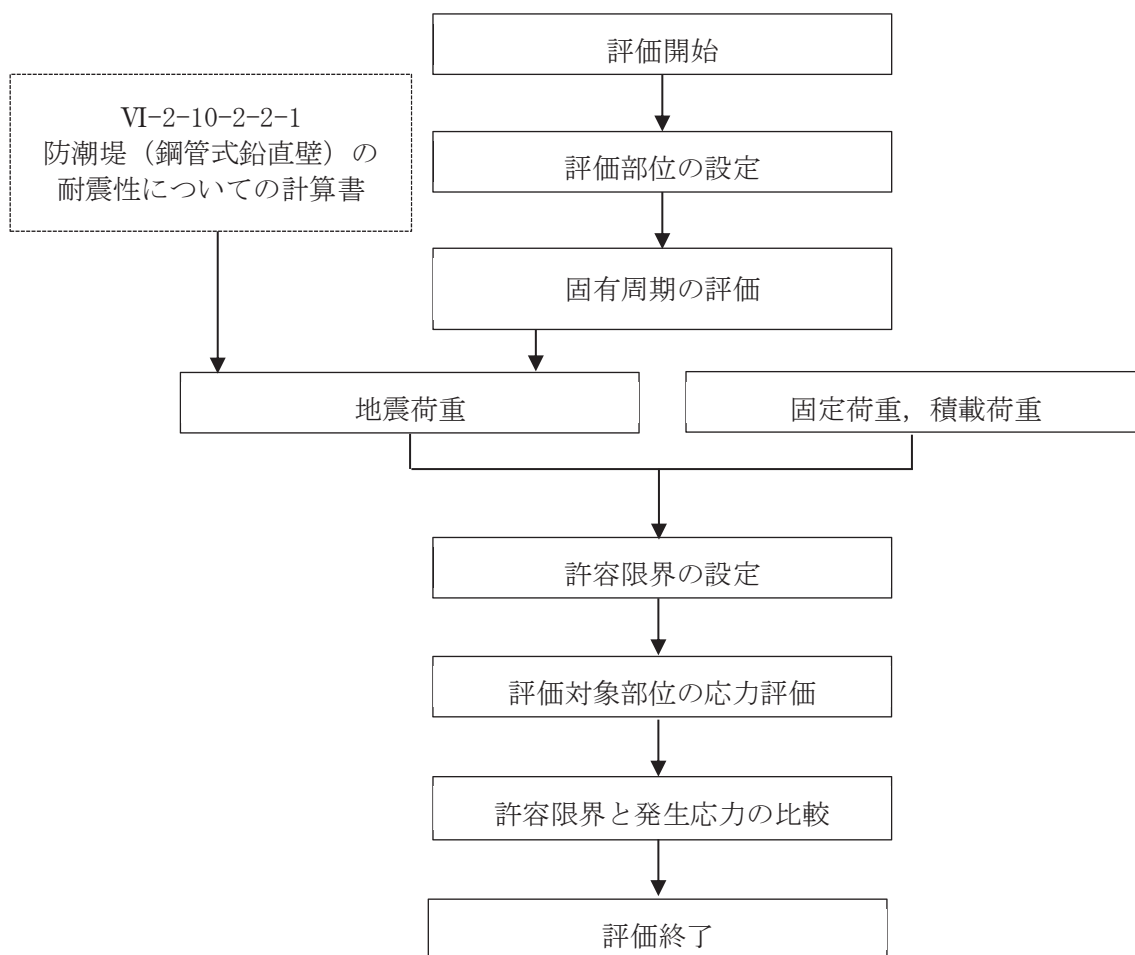 評価開始
Ⅵ-2-10-2-2-1
防潮堤（鋼管式鉛直壁）の
耐震性についての計算書
評価部位の設定
固有周期の評価
地震荷重
固定荷重，積載荷重
許容限界の設定
評価対象部位の応力評価
許容限界と発生応力の比較
評価終了